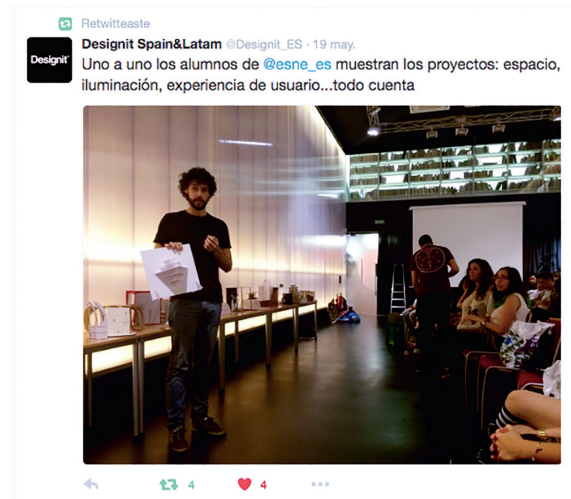 Retwitteaste
Designit Spain&Latam @Designit_ES · 19 may.
Designit
Uno a uno los alumnos de @esne_es muestran los proyectos: espacio,
iluminación, experiencia de usuario...todo cuenta
4
4